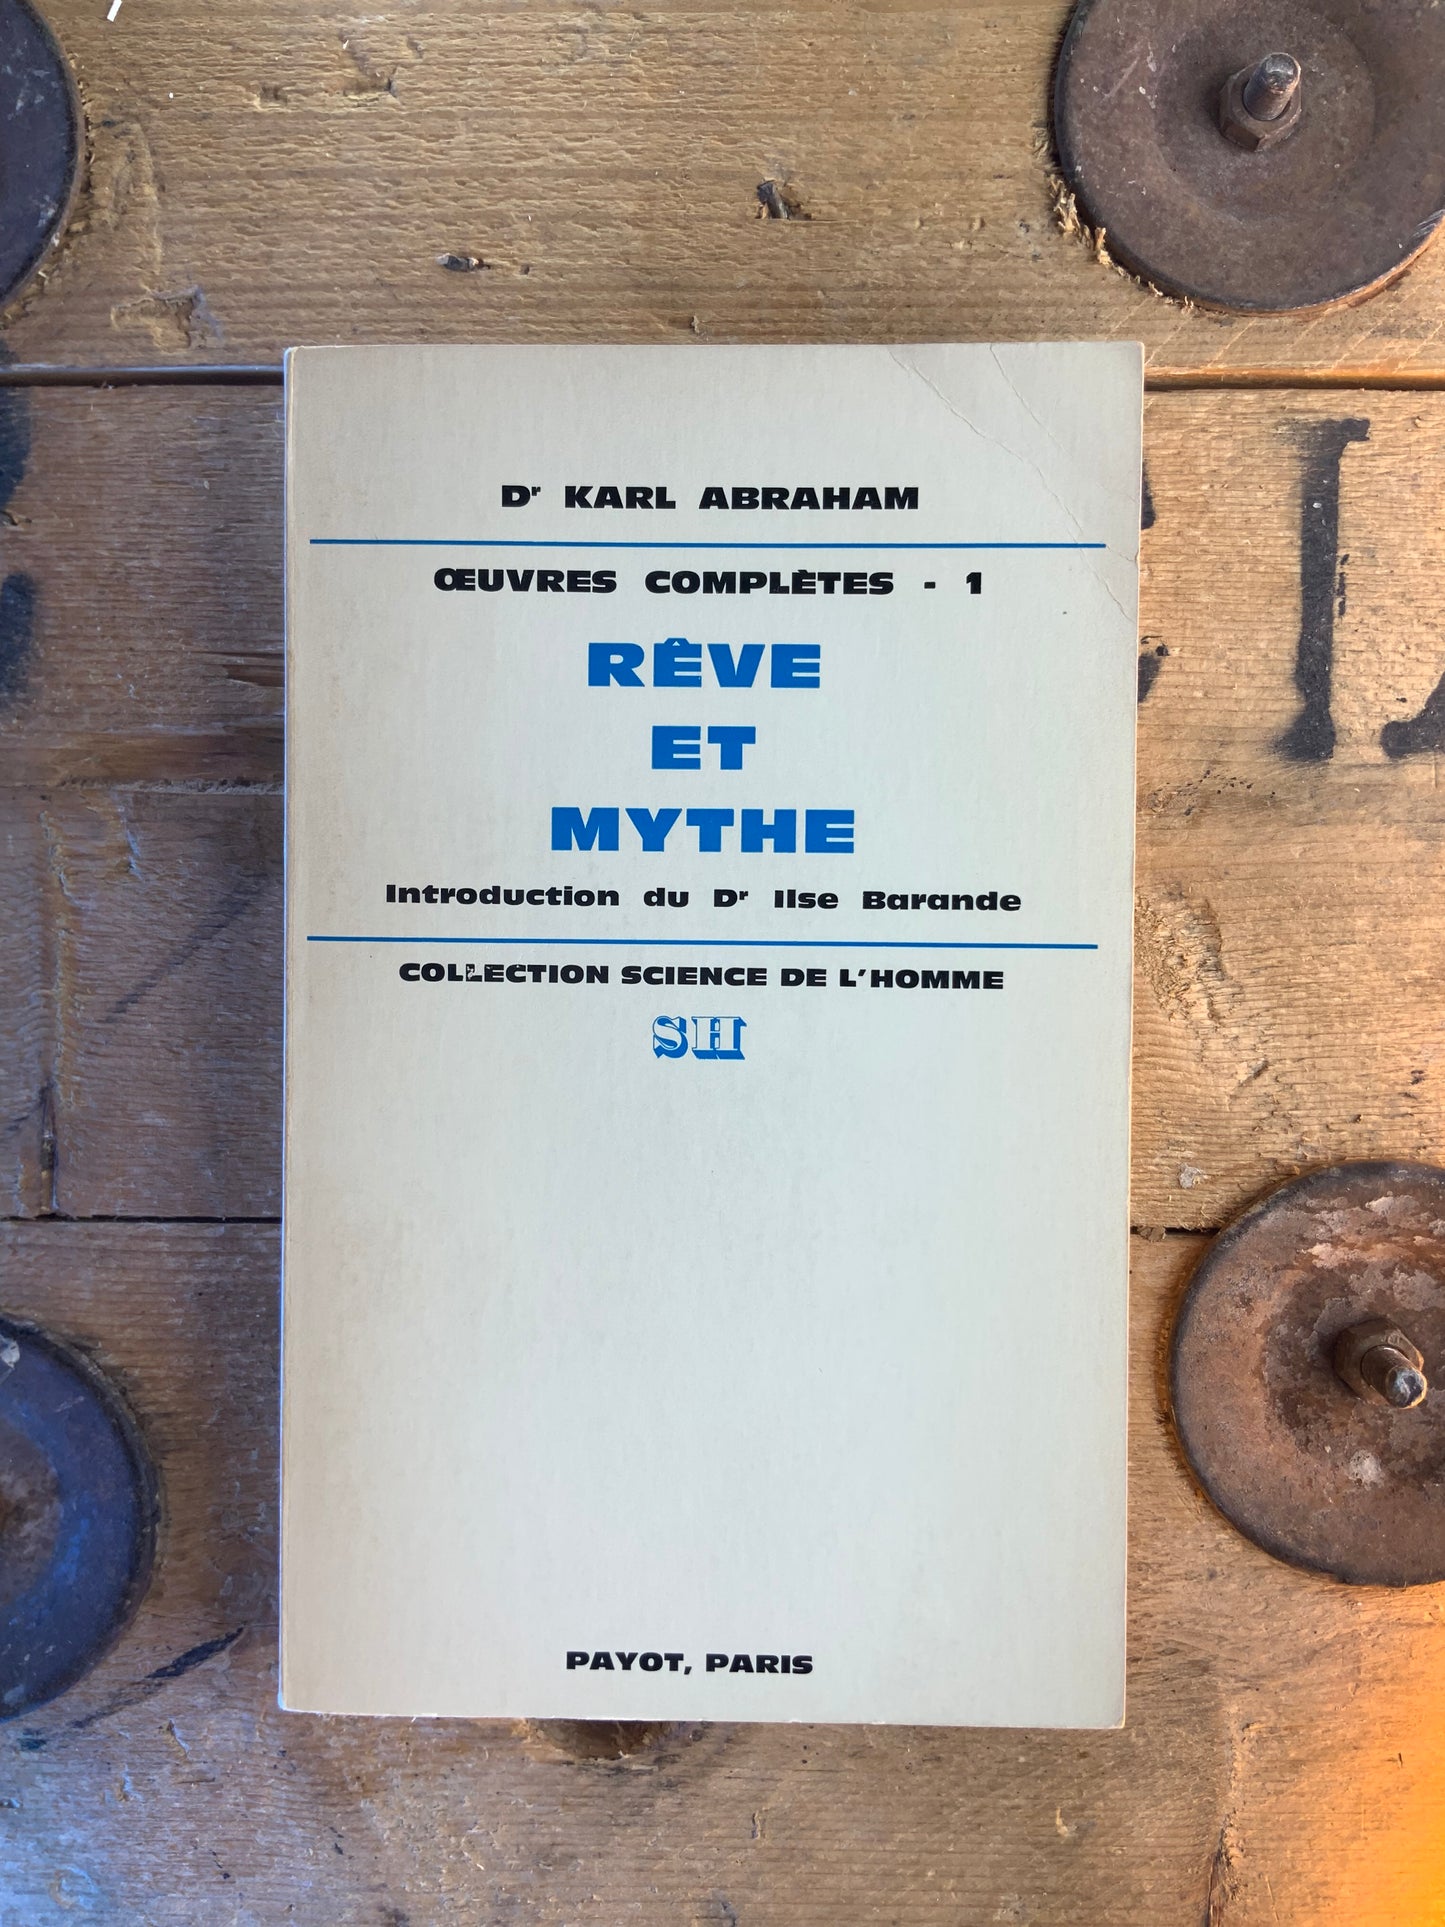 Dr KARL ABRAHAM
ŒUVRES COMPLÈTES - 1
RÊVE
ET
MYTHE
Introduction du Dr Ilse Barande
COLLECTION SCIENCE DE L'HOMME
SH
PAYOT, PARIS